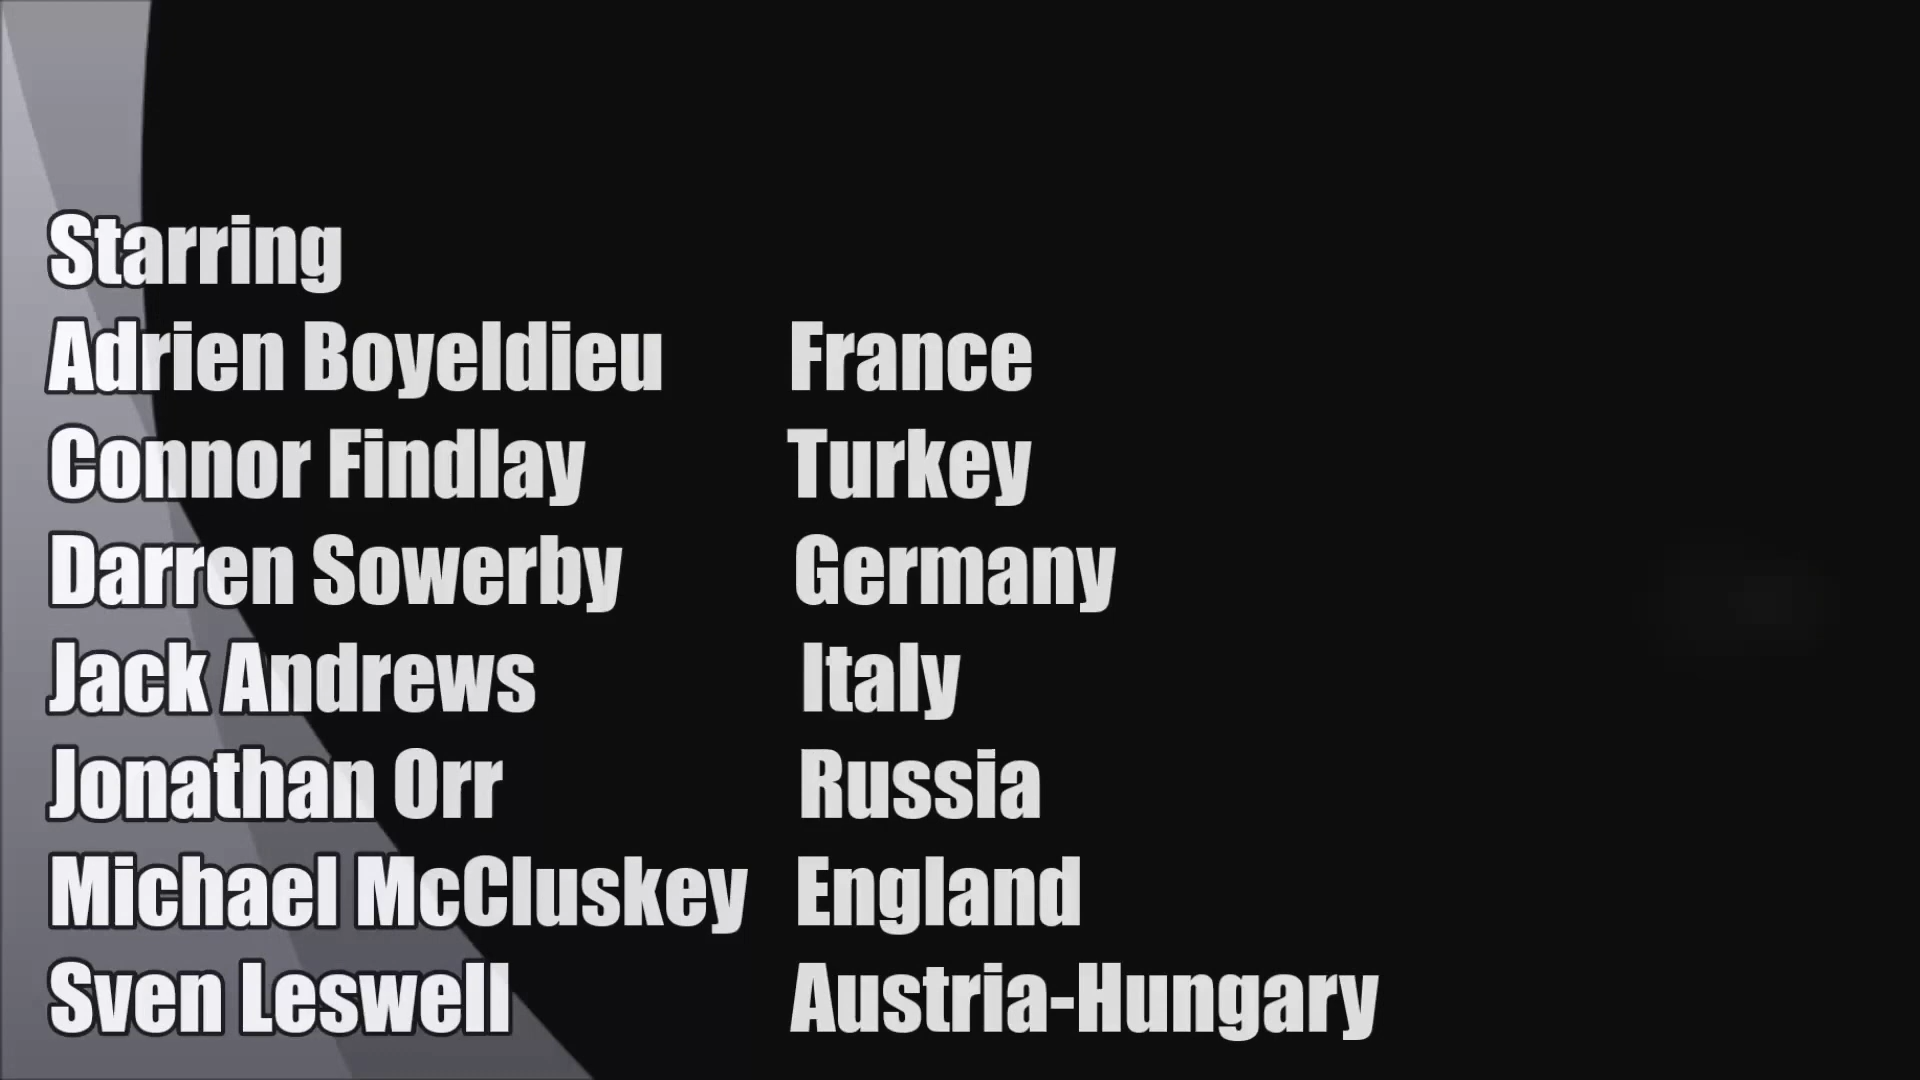 Starring
Adrien Boyeldieu France
Connor Findlay Turkey
Darren Sowerby Germany
Jack Andrews Italy
Jonathan Orr Russia
Michael McCluskey England
Sven Leswell Austria-Hungary